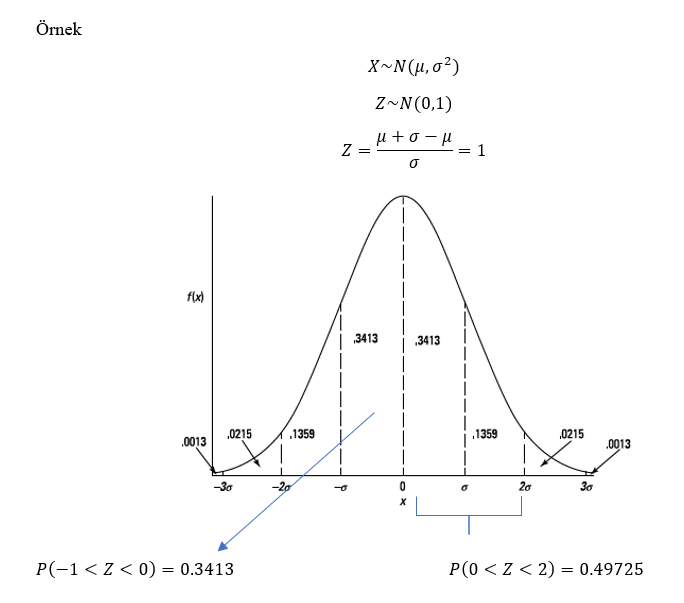 Örnek
X~N(μ, σ²)
Z~N(0,1)
Z = (μ + σ − μ)/σ = 1
f(x)
.3413 .3413
.0013 .0215 .1359 .1359 .0215 .0013
−3σ −2σ −σ 0 σ 2σ 3σ
x
P(−1 < Z < 0) = 0.3413 P(0 < Z < 2) = 0.49725